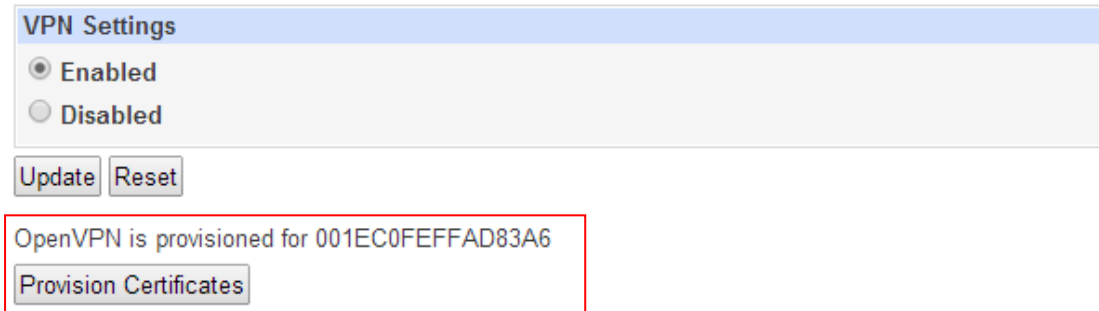 VPN Settings
Enabled
Disabled
Update Reset
OpenVPN is provisioned for 001EC0FEFFAD83A6
Provision Certificates